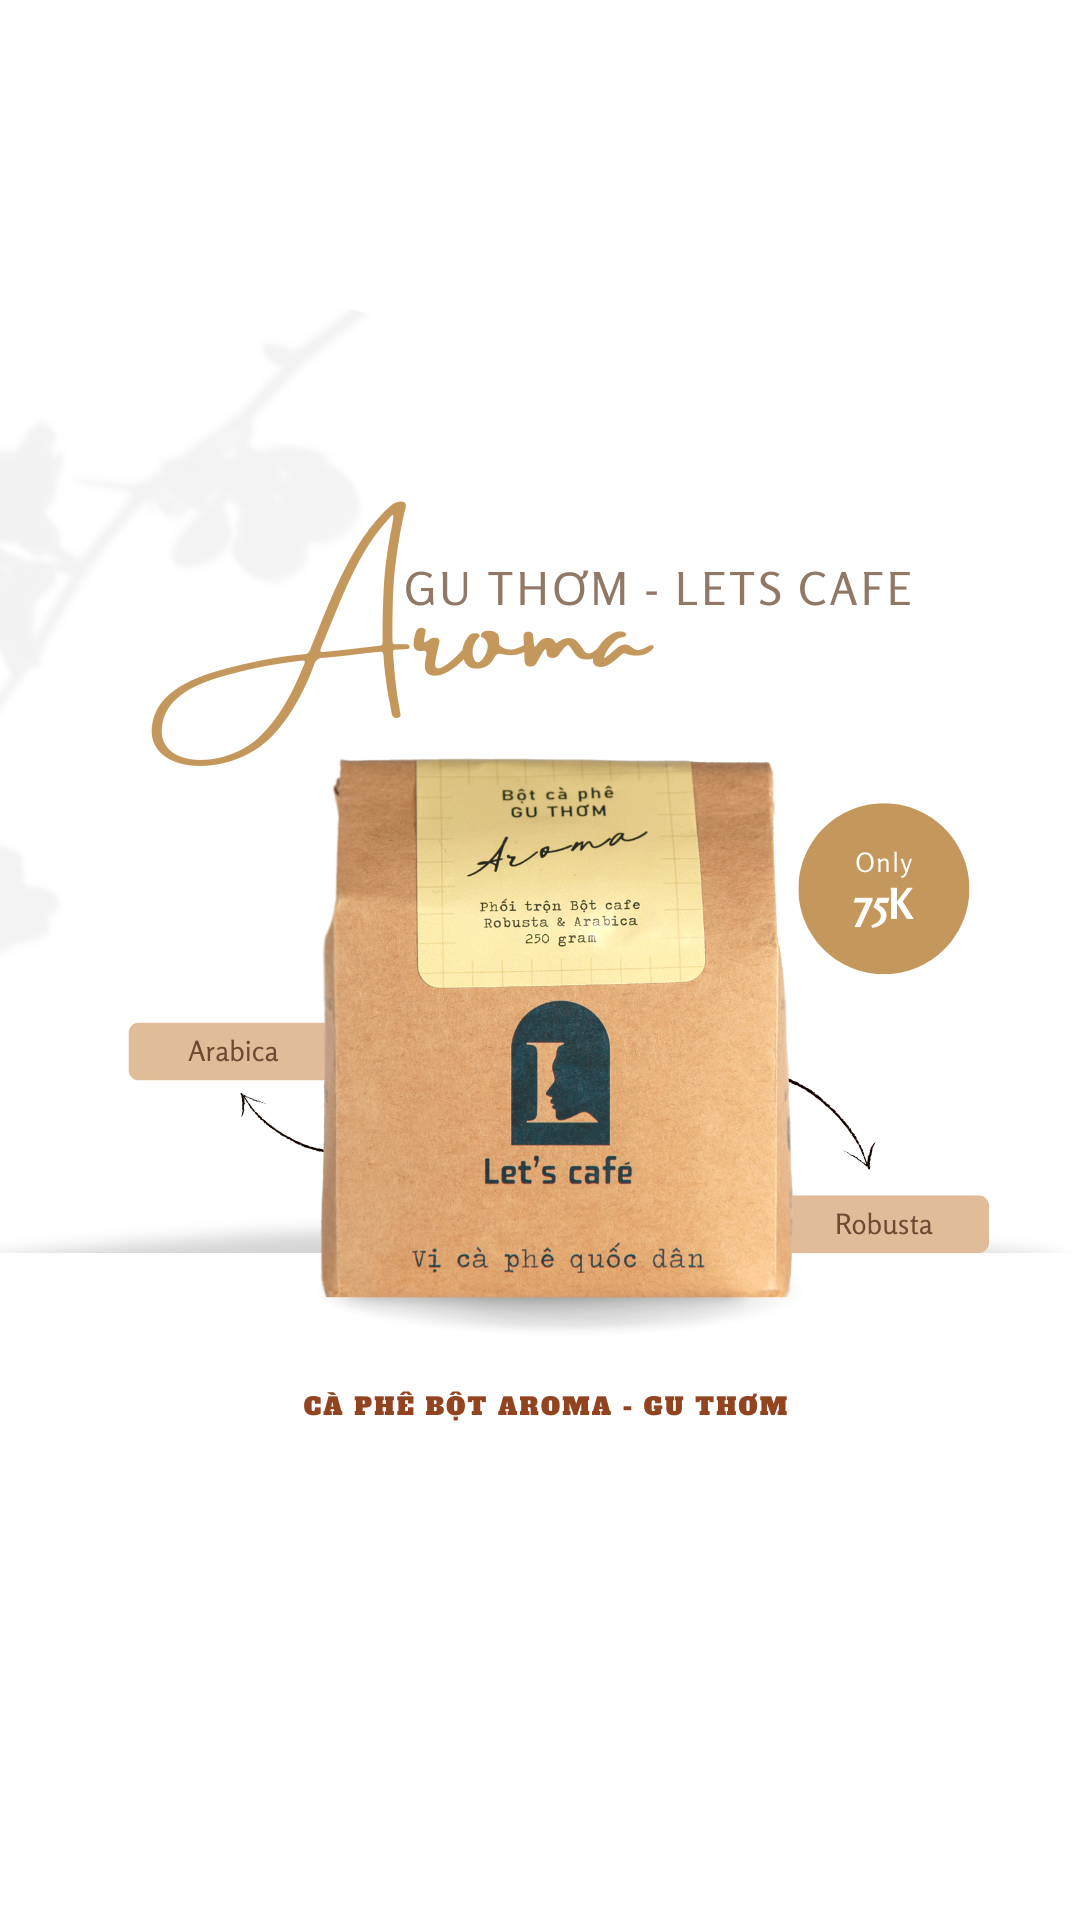 GU THƠM - LETS CAFE
Aroma
Bột cà phê
GU THƠM
Aroma
Phối trộn Bột cafe
Robusta & Arabica
250 gram
Only
75K
Arabica
L
Let's café
Robusta
Vị cà phê quốc dân
CÀ PHÊ BỘT AROMA - GU THƠM